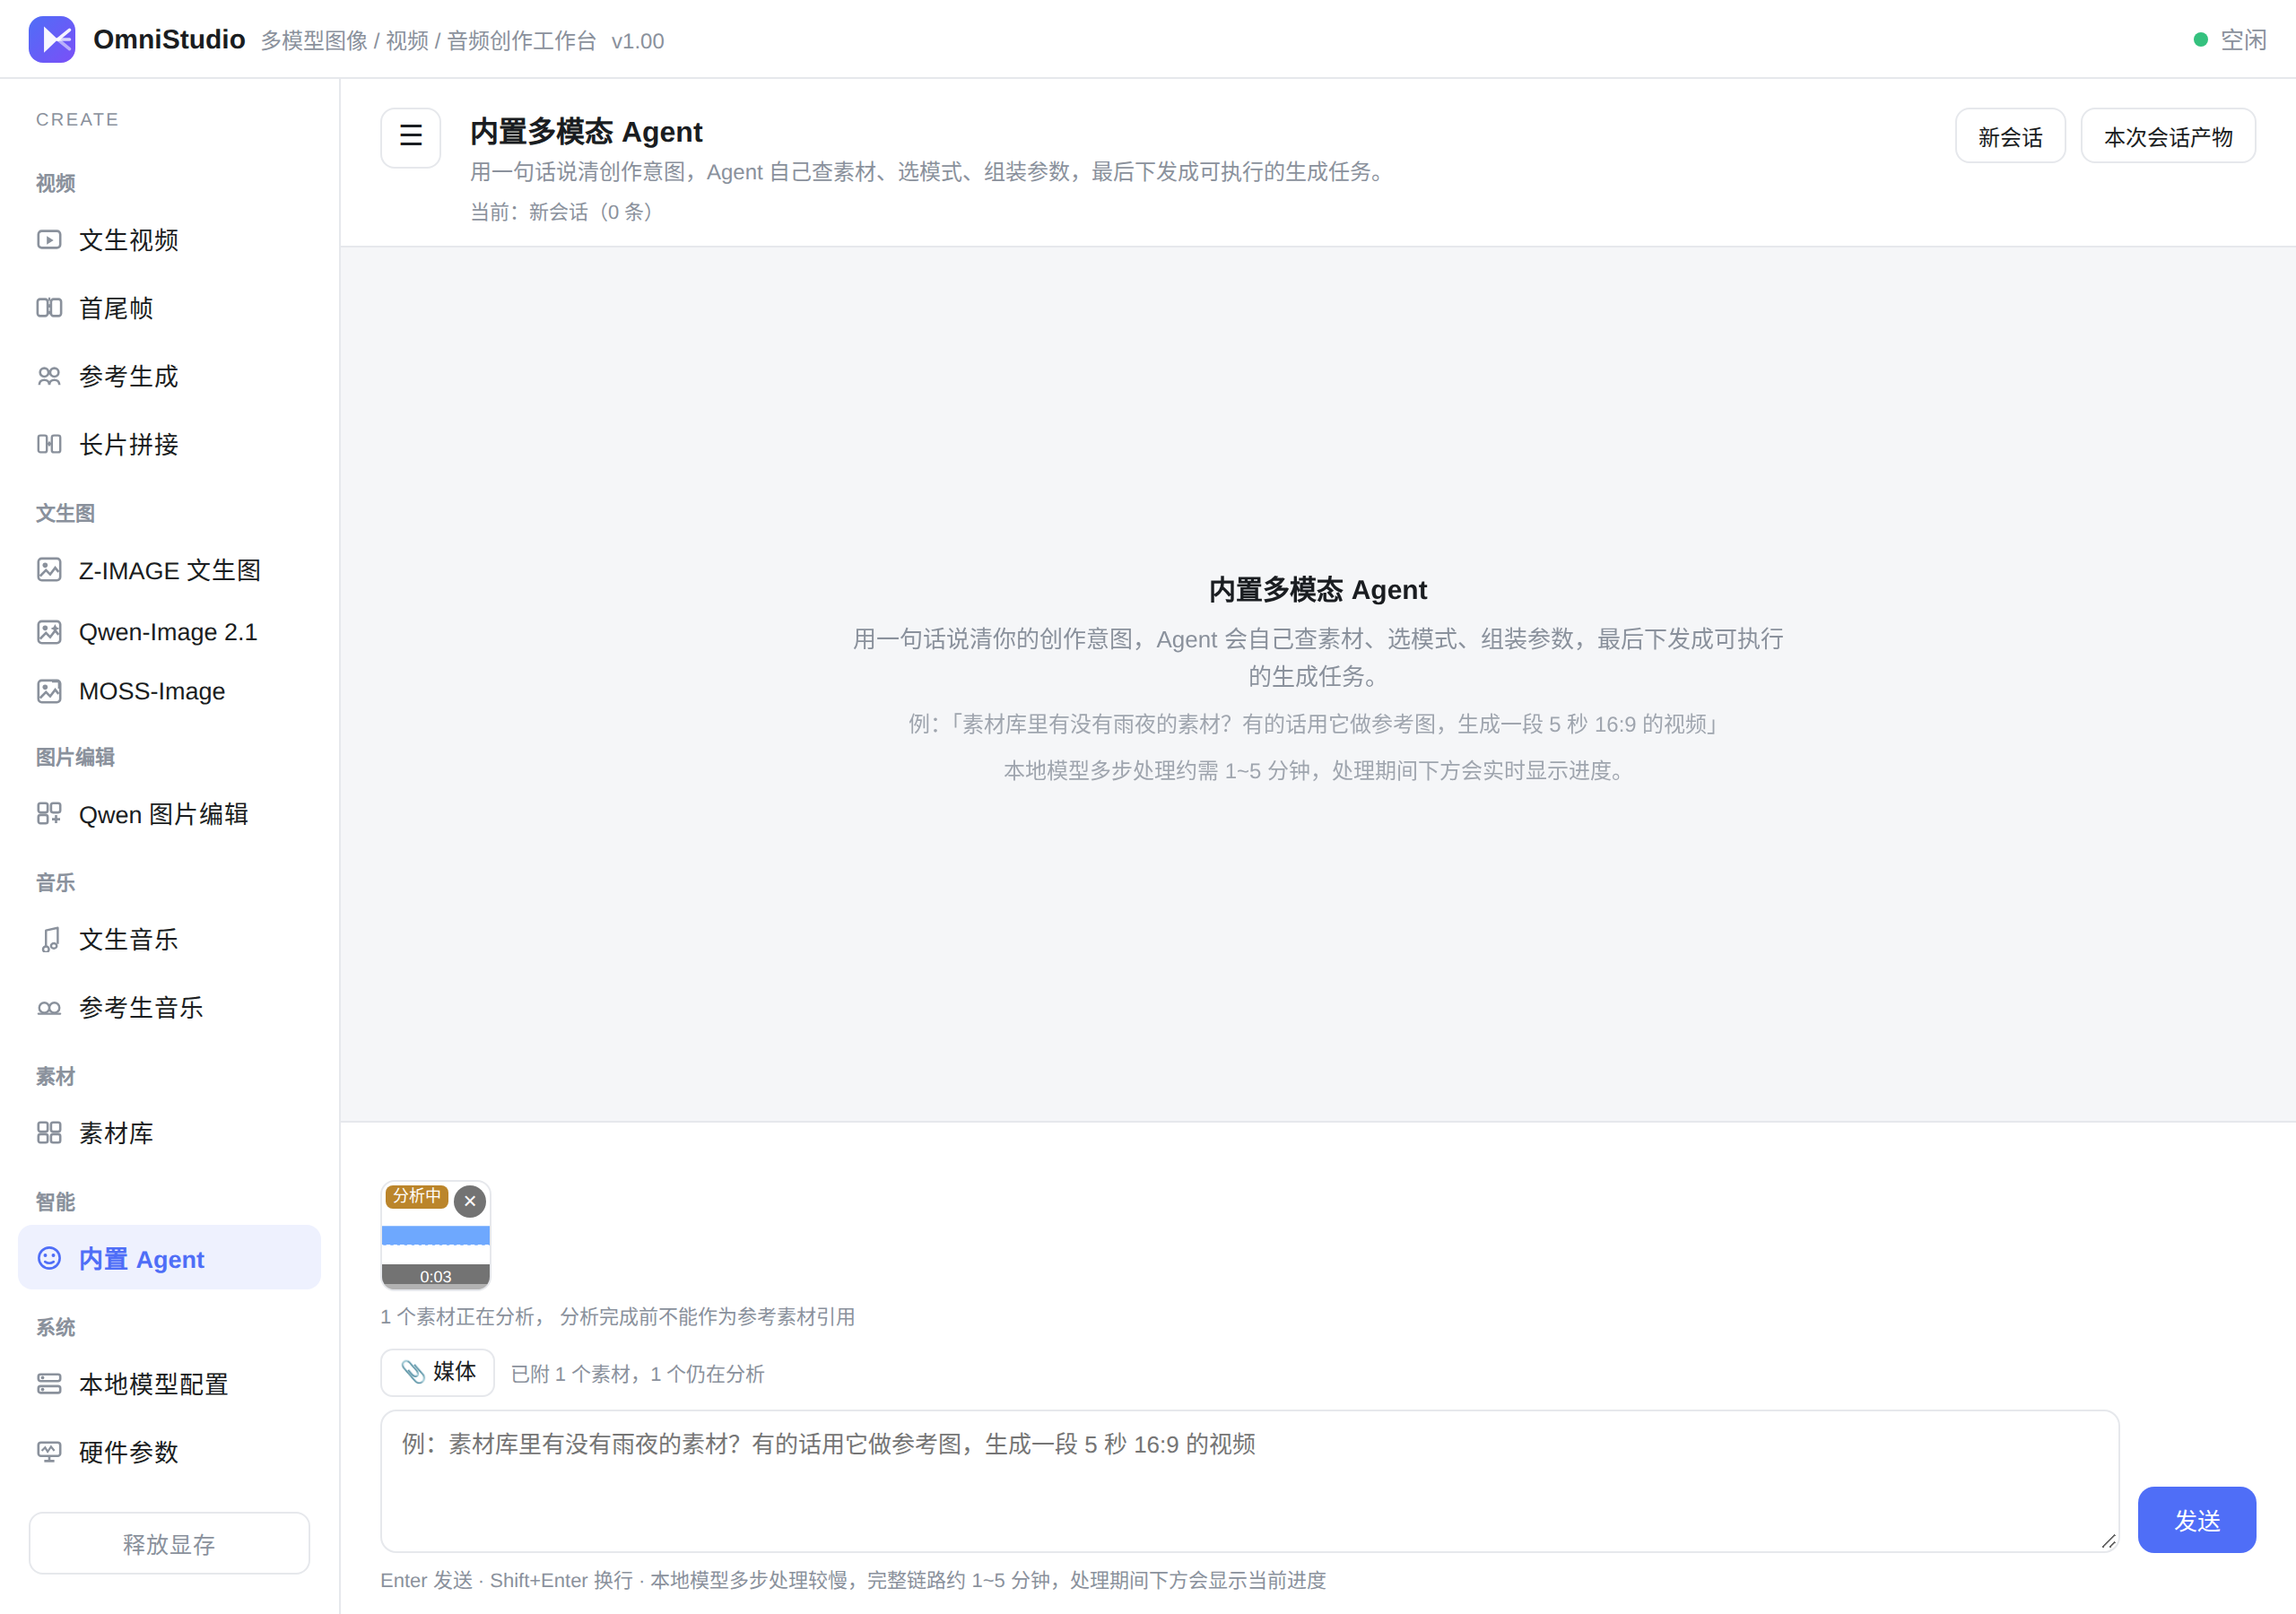 OmniStudio 多模型图像 / 视频 / 音频创作工作台 v1.00
空闲
CREATE
视频
文生视频
首尾帧
参考生成
长片拼接
文生图
Z-IMAGE 文生图
Qwen-Image 2.1
MOSS-Image
图片编辑
Qwen 图片编辑
音乐
文生音乐
参考生音乐
素材
素材库
智能
内置 Agent
系统
本地模型配置
硬件参数
释放显存
☰
内置多模态 Agent
用一句话说清创作意图，Agent 自己查素材、选模式、组装参数，最后下发成可执行的生成任务。
当前：新会话（0 条）
新会话
本次会话产物
内置多模态 Agent
用一句话说清你的创作意图，Agent 会自己查素材、选模式、组装参数，最后下发成可执行
的生成任务。
例：「素材库里有没有雨夜的素材？有的话用它做参考图，生成一段 5 秒 16:9 的视频」
本地模型多步处理约需 1~5 分钟，处理期间下方会实时显示进度。
分析中
×
0:03
1 个素材正在分析， 分析完成前不能作为参考素材引用
📎 媒体
已附 1 个素材，1 个仍在分析
例：素材库里有没有雨夜的素材？有的话用它做参考图，生成一段 5 秒 16:9 的视频
发送
Enter 发送 · Shift+Enter 换行 · 本地模型多步处理较慢，完整链路约 1~5 分钟，处理期间下方会显示当前进度